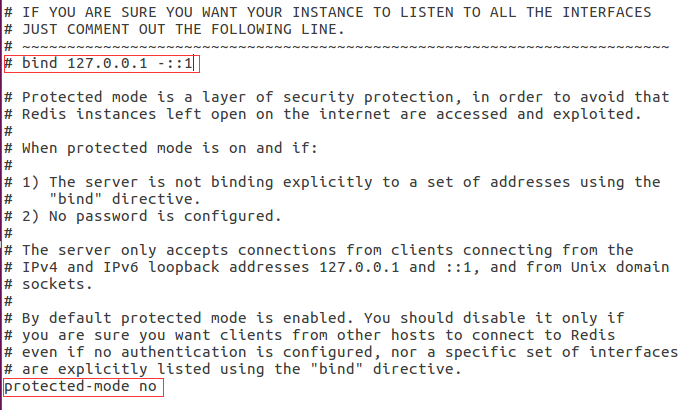 # IF YOU ARE SURE YOU WANT YOUR INSTANCE TO LISTEN TO ALL THE INTERFACES
# JUST COMMENT OUT THE FOLLOWING LINE.
# ~~~~~~~~~~~~~~~~~~~~~~~~~~~~~~~~~~~~~~~~~~~~~~~~~~~~~~~~~~~~~~~~~~~~~~~~
# bind 127.0.0.1 -::1

# Protected mode is a layer of security protection, in order to avoid that
# Redis instances left open on the internet are accessed and exploited.
#
# When protected mode is on and if:
#
# 1) The server is not binding explicitly to a set of addresses using the
#    "bind" directive.
# 2) No password is configured.
#
# The server only accepts connections from clients connecting from the
# IPv4 and IPv6 loopback addresses 127.0.0.1 and ::1, and from Unix domain
# sockets.
#
# By default protected mode is enabled. You should disable it only if
# you are sure you want clients from other hosts to connect to Redis
# even if no authentication is configured, nor a specific set of interfaces
# are explicitly listed using the "bind" directive.
protected-mode no